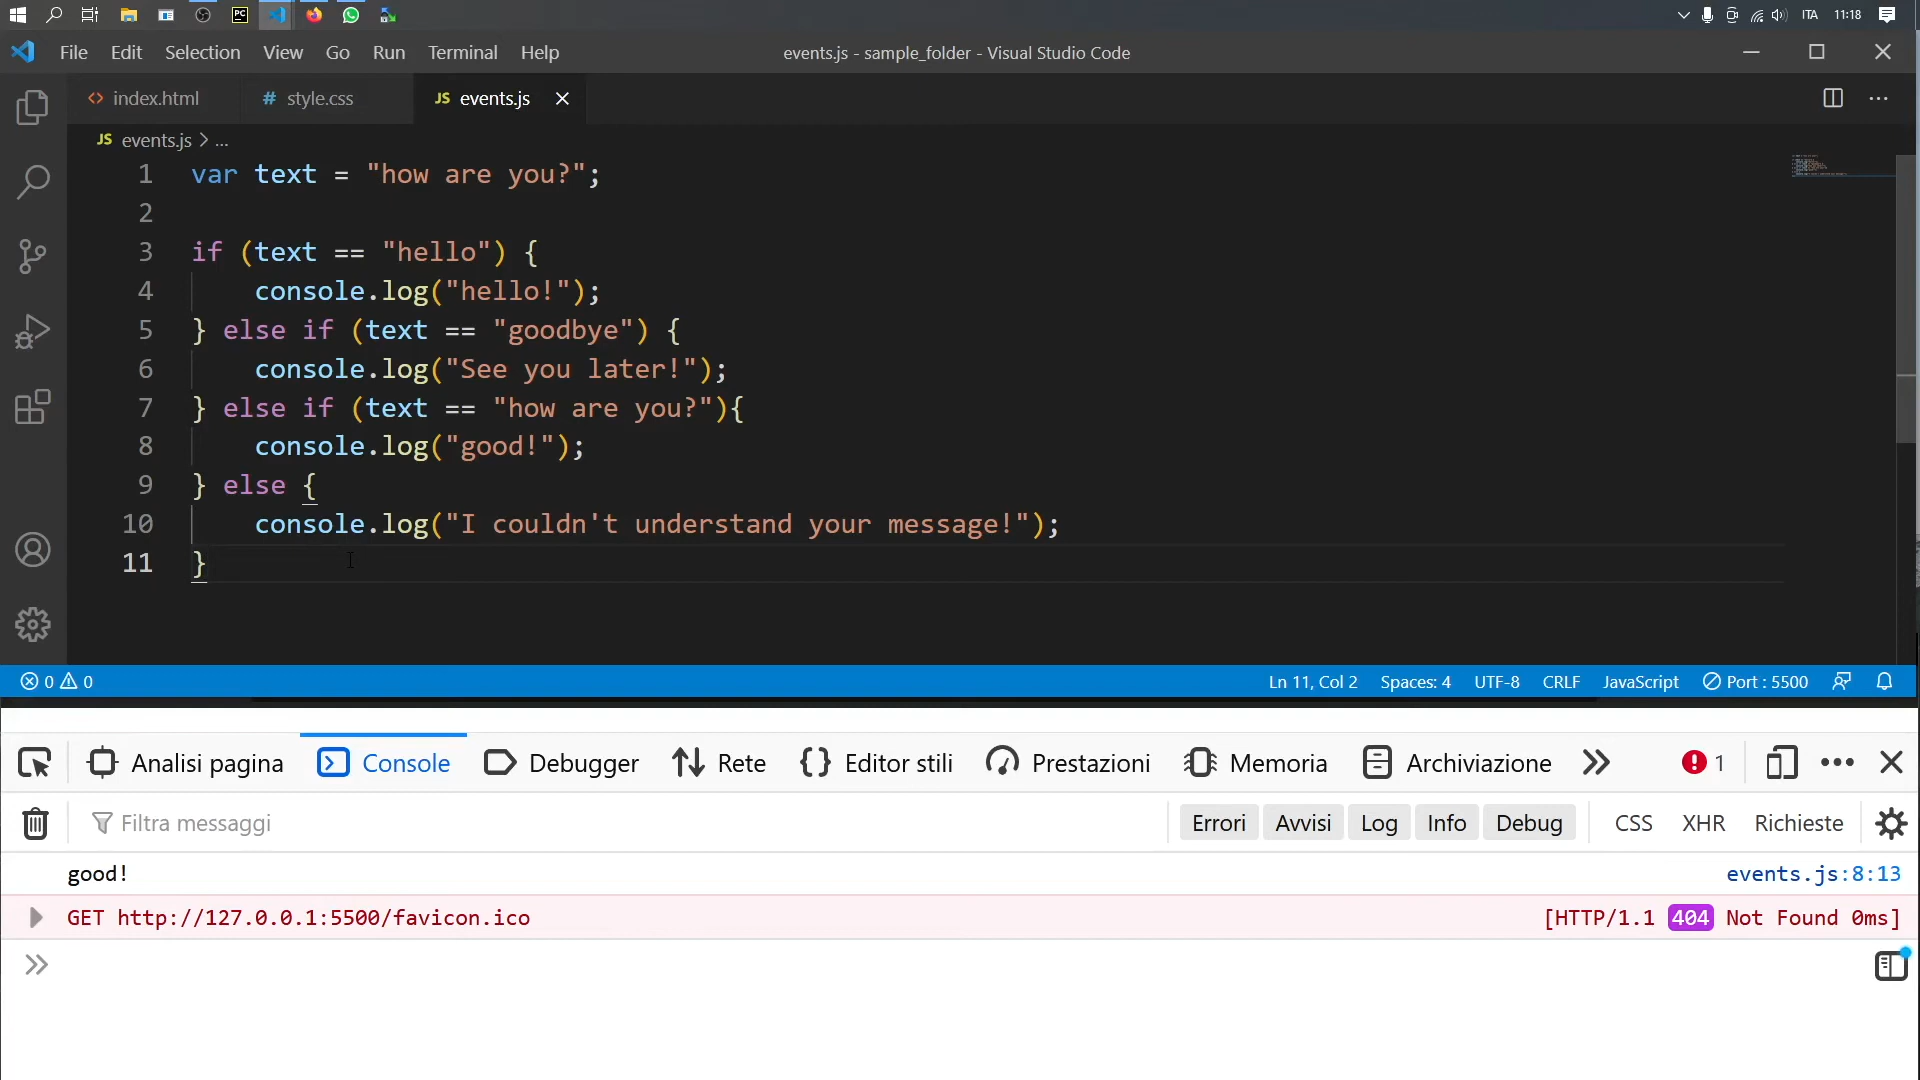 PC
ITA
11:18
File Edit Selection View Go Run Terminal Help
events.js - sample_folder - Visual Studio Code
<> index.html
# style.css
JS events.js
JS events.js > ...
1 var text = "how are you?";
2
3 if (text == "hello") {
4 console.log("hello!");
5 } else if (text == "goodbye") {
6 console.log("See you later!");
7 } else if (text == "how are you?"){
8 console.log("good!");
9 } else {
10 console.log("I couldn't understand your message!");
11 }
0 0
Ln 11, Col 2 Spaces: 4 UTF-8 CRLF JavaScript Port : 5500
Analisi pagina Console Debugger Rete {} Editor stili Prestazioni Memoria Archiviazione 1
Filtra messaggi
Errori Avvisi Log Info Debug CSS XHR Richieste
good! events.js:8:13
GET http://127.0.0.1:5500/favicon.ico [HTTP/1.1 404 Not Found 0ms]